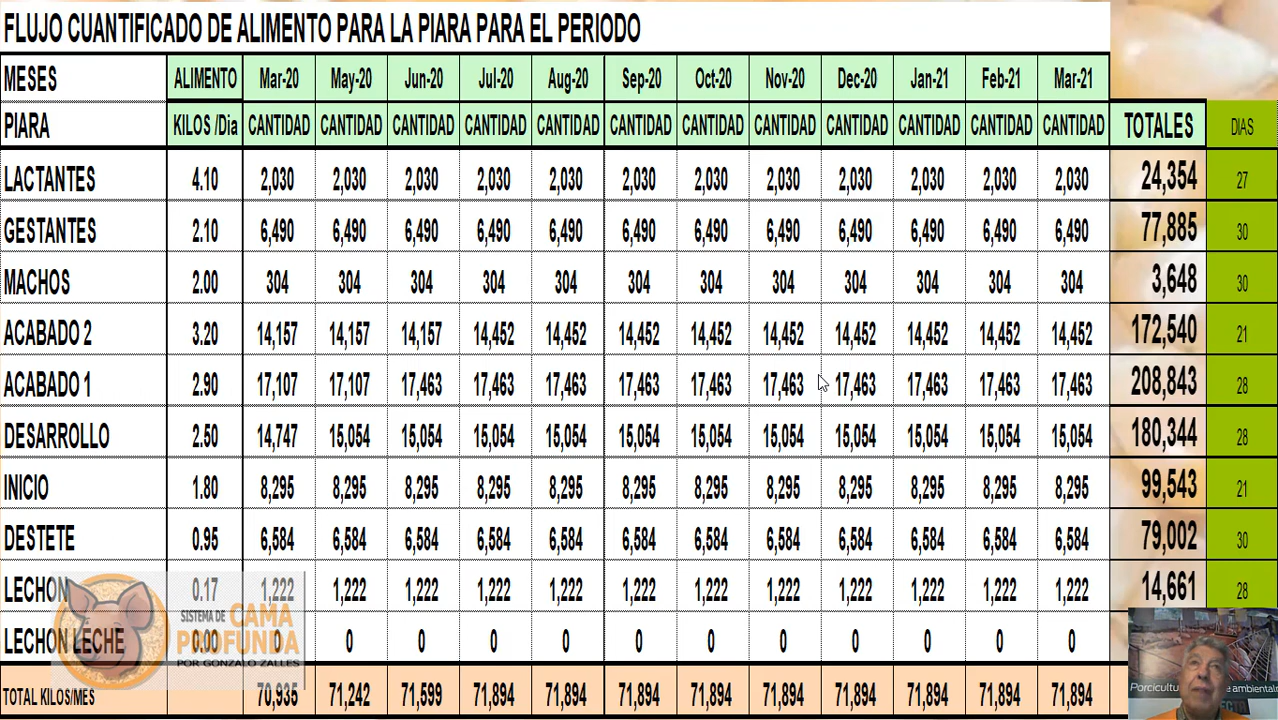 FLUJO CUANTIFICADO DE ALIMENTO PARA LA PIARA PARA EL PERIODO
MESES ALIMENTO Mar-20 May-20 Jun-20 Jul-20 Aug-20 Sep-20 Oct-20 Nov-20 Dec-20 Jan-21 Feb-21 Mar-21
PIARA KILOS /Dia CANTIDAD CANTIDAD CANTIDAD CANTIDAD CANTIDAD CANTIDAD CANTIDAD CANTIDAD CANTIDAD CANTIDAD CANTIDAD CANTIDAD TOTALES DIAS
LACTANTES 4.10 2,030 2,030 2,030 2,030 2,030 2,030 2,030 2,030 2,030 2,030 2,030 2,030 24,354 27
GESTANTES 2.10 6,490 6,490 6,490 6,490 6,490 6,490 6,490 6,490 6,490 6,490 6,490 6,490 77,885 30
MACHOS 2.00 304 304 304 304 304 304 304 304 304 304 304 304 3,648 30
ACABADO 2 3.20 14,157 14,157 14,157 14,452 14,452 14,452 14,452 14,452 14,452 14,452 14,452 14,452 172,540 21
ACABADO 1 2.90 17,107 17,107 17,463 17,463 17,463 17,463 17,463 17,463 17,463 17,463 17,463 17,463 208,843 28
DESARROLLO 2.50 14,747 15,054 15,054 15,054 15,054 15,054 15,054 15,054 15,054 15,054 15,054 15,054 180,344 28
INICIO 1.80 8,295 8,295 8,295 8,295 8,295 8,295 8,295 8,295 8,295 8,295 8,295 8,295 99,543 21
DESTETE 0.95 6,584 6,584 6,584 6,584 6,584 6,584 6,584 6,584 6,584 6,584 6,584 6,584 79,002 30
LECHON 0.17 1,222 1,222 1,222 1,222 1,222 1,222 1,222 1,222 1,222 1,222 1,222 1,222 14,661 28
LECHON LECHE 0.00 0 0 0 0 0 0 0 0 0 0 0 0
TOTAL KILOS/MES 70,935 71,242 71,599 71,894 71,894 71,894 71,894 71,894 71,894 71,894 71,894 71,894
SISTEMA DE CAMA
PROFUNDA
POR GONZALO ZALLES